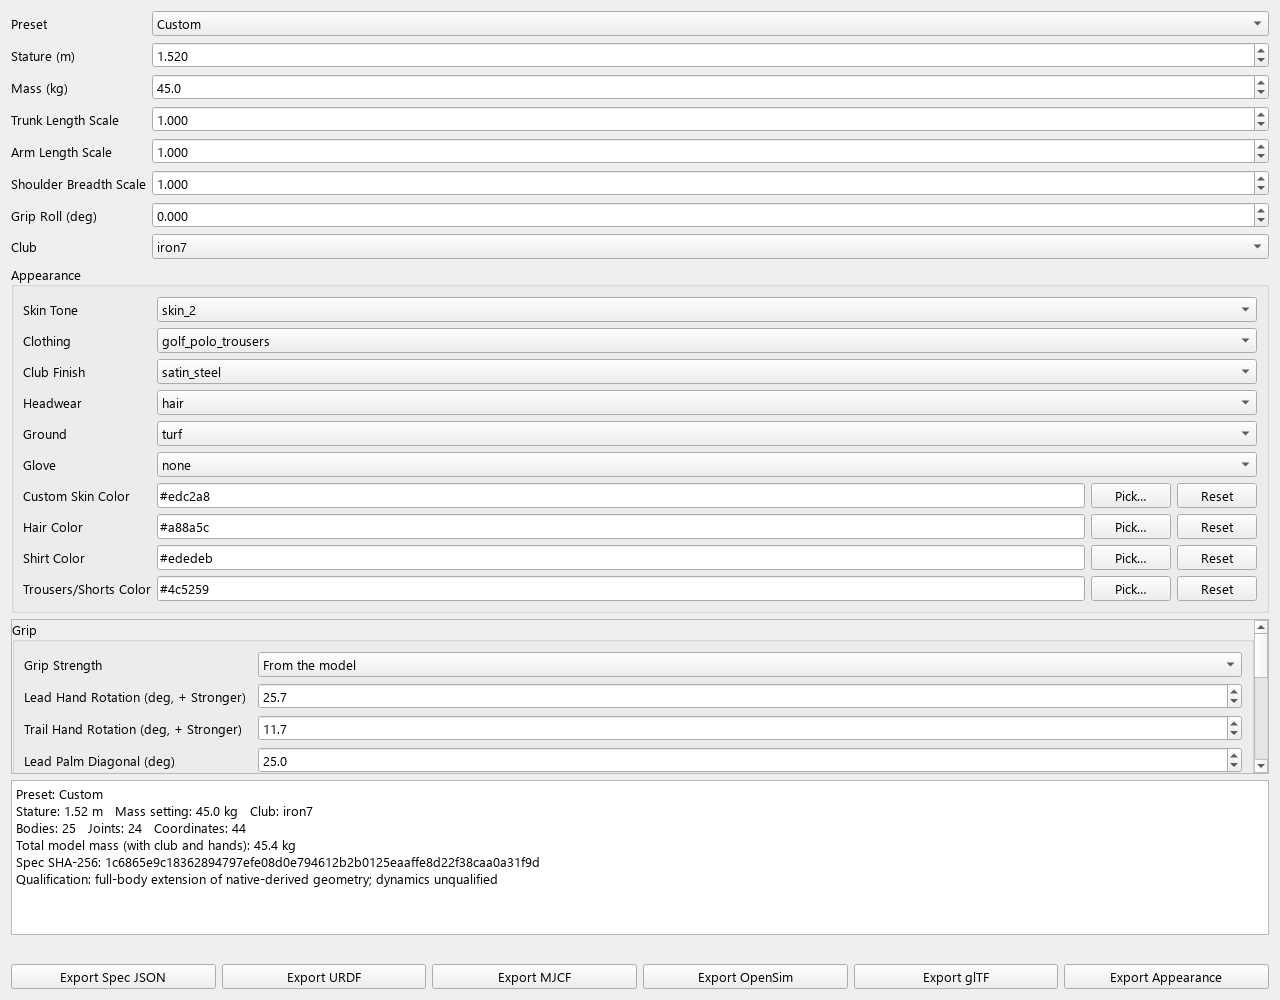 Preset Custom
Stature (m) 1.520
Mass (kg) 45.0
Trunk Length Scale 1.000
Arm Length Scale 1.000
Shoulder Breadth Scale 1.000
Grip Roll (deg) 0.000
Club iron7
Appearance
Skin Tone skin_2
Clothing golf_polo_trousers
Club Finish satin_steel
Headwear hair
Ground turf
Glove none
Custom Skin Color #edc2a8 Pick... Reset
Hair Color #a88a5c Pick... Reset
Shirt Color #ededeb Pick... Reset
Trousers/Shorts Color #4c5259 Pick... Reset
Grip
Grip Strength From the model
Lead Hand Rotation (deg, + Stronger) 25.7
Trail Hand Rotation (deg, + Stronger) 11.7
Lead Palm Diagonal (deg) 25.0
Preset: Custom
Stature: 1.52 m Mass setting: 45.0 kg Club: iron7
Bodies: 25 Joints: 24 Coordinates: 44
Total model mass (with club and hands): 45.4 kg
Spec SHA-256: 1c6865e9c18362894797efe08d0e794612b2b0125eaaffe8d22f38caa0a31f9d
Qualification: full-body extension of native-derived geometry; dynamics unqualified
Export Spec JSON Export URDF Export MJCF Export OpenSim Export glTF Export Appearance